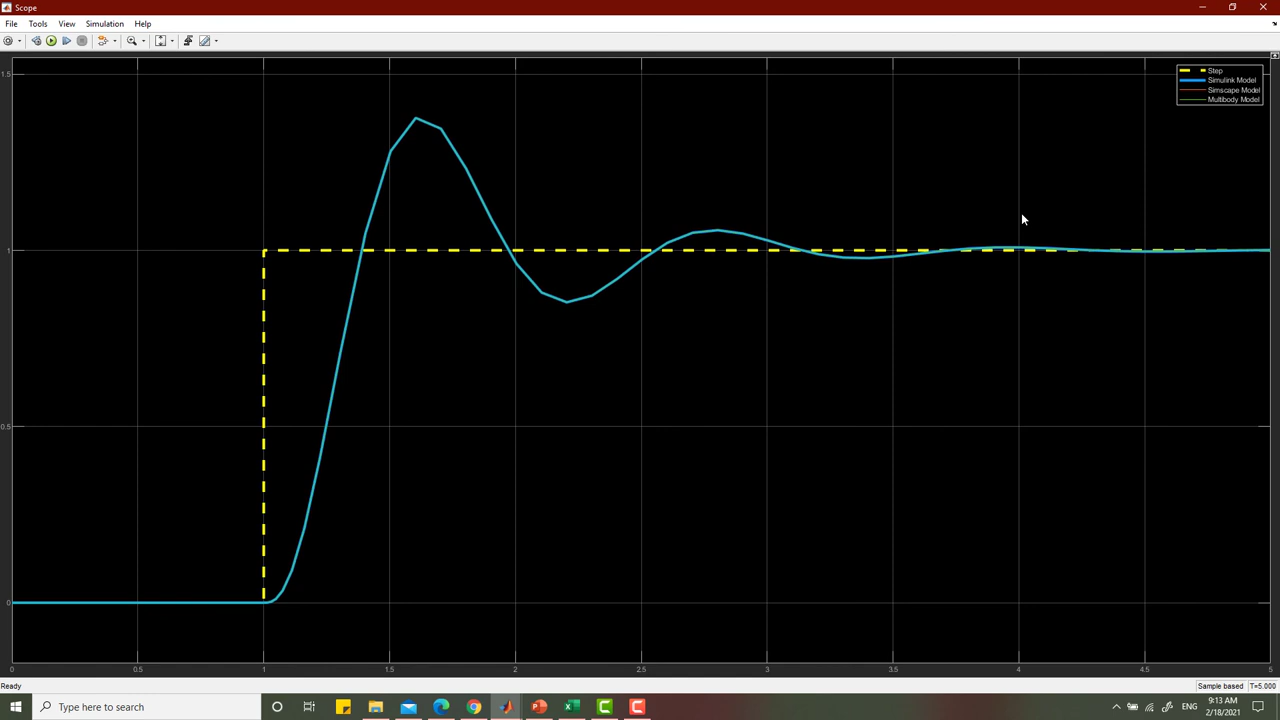 Scope
File Tools View Simulation Help
Step
Simulink Model
Simscape Model
Multibody Model
1.5
1
0.5
0
0 0.5 1 1.5 2 2.5 3 3.5 4 4.5 5
Ready Sample based T=5.000
Type here to search ENG 9:13 AM
2/18/2021